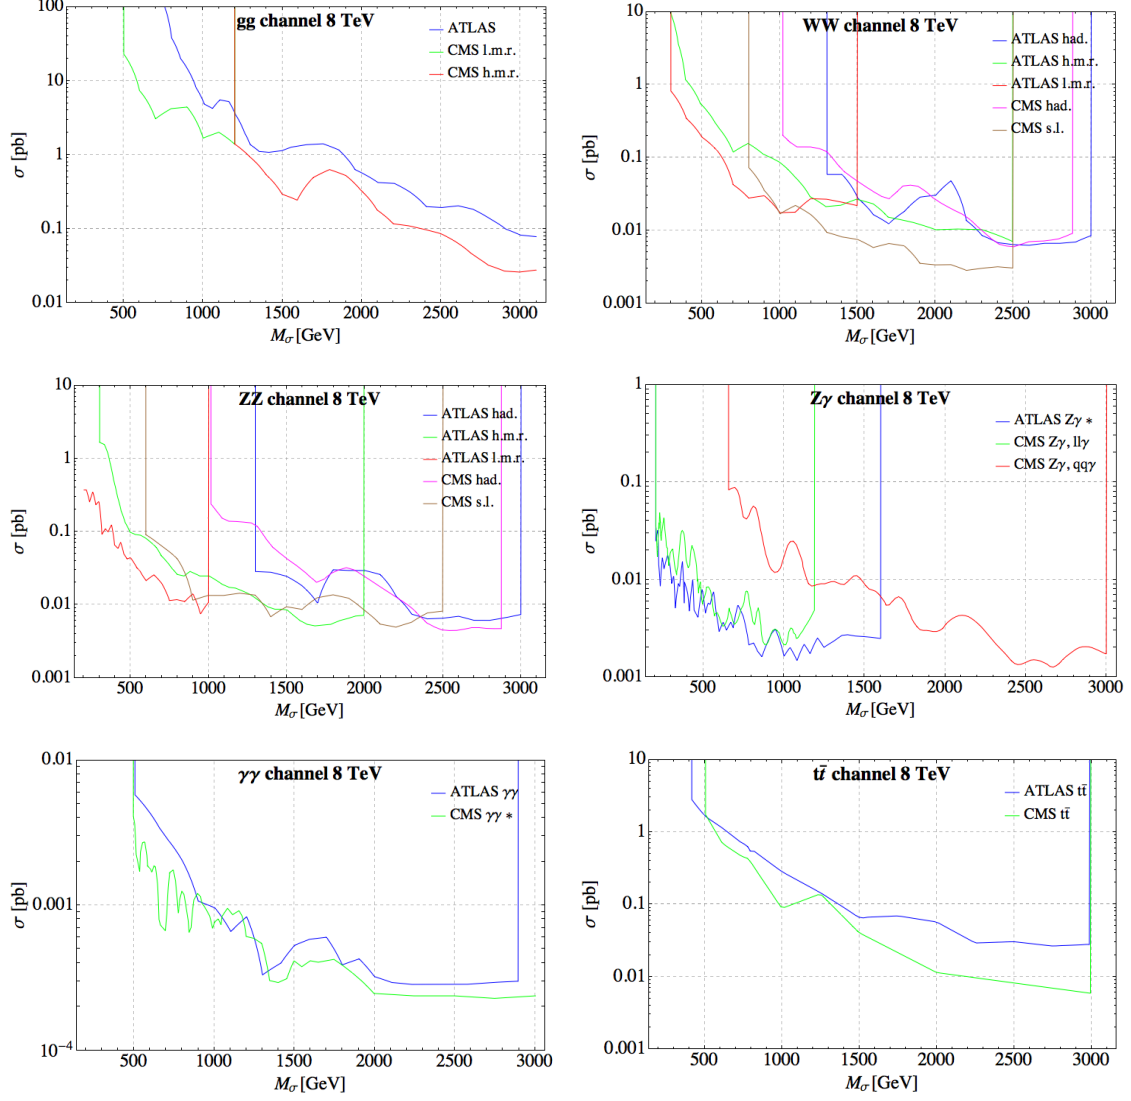 gg channel 8 TeV
ATLAS
CMS l.m.r.
CMS h.m.r.
100
10
1
0.1
0.01
σ [pb]
500
1000
1500
2000
2500
3000
Mσ [GeV]
WW channel 8 TeV
ATLAS had.
ATLAS h.m.r.
ATLAS l.m.r.
CMS had.
CMS s.l.
10
1
0.1
0.01
0.001
σ [pb]
500
1000
1500
2000
2500
3000
Mσ [GeV]
ZZ channel 8 TeV
ATLAS had.
ATLAS h.m.r.
ATLAS l.m.r.
CMS had.
CMS s.l.
10
1
0.1
0.01
0.001
σ [pb]
500
1000
1500
2000
2500
3000
Mσ [GeV]
Zγ channel 8 TeV
ATLAS Zγ *
CMS Zγ, llγ
CMS Zγ, qqγ
1
0.1
0.01
0.001
σ [pb]
500
1000
1500
2000
2500
3000
Mσ [GeV]
γγ channel 8 TeV
ATLAS γγ
CMS γγ *
0.01
0.001
10⁻⁴
σ [pb]
500
1000
1500
2000
2500
3000
Mσ [GeV]
tt̄ channel 8 TeV
ATLAS tt̄
CMS tt̄
10
1
0.1
0.01
0.001
σ [pb]
500
1000
1500
2000
2500
3000
Mσ [GeV]